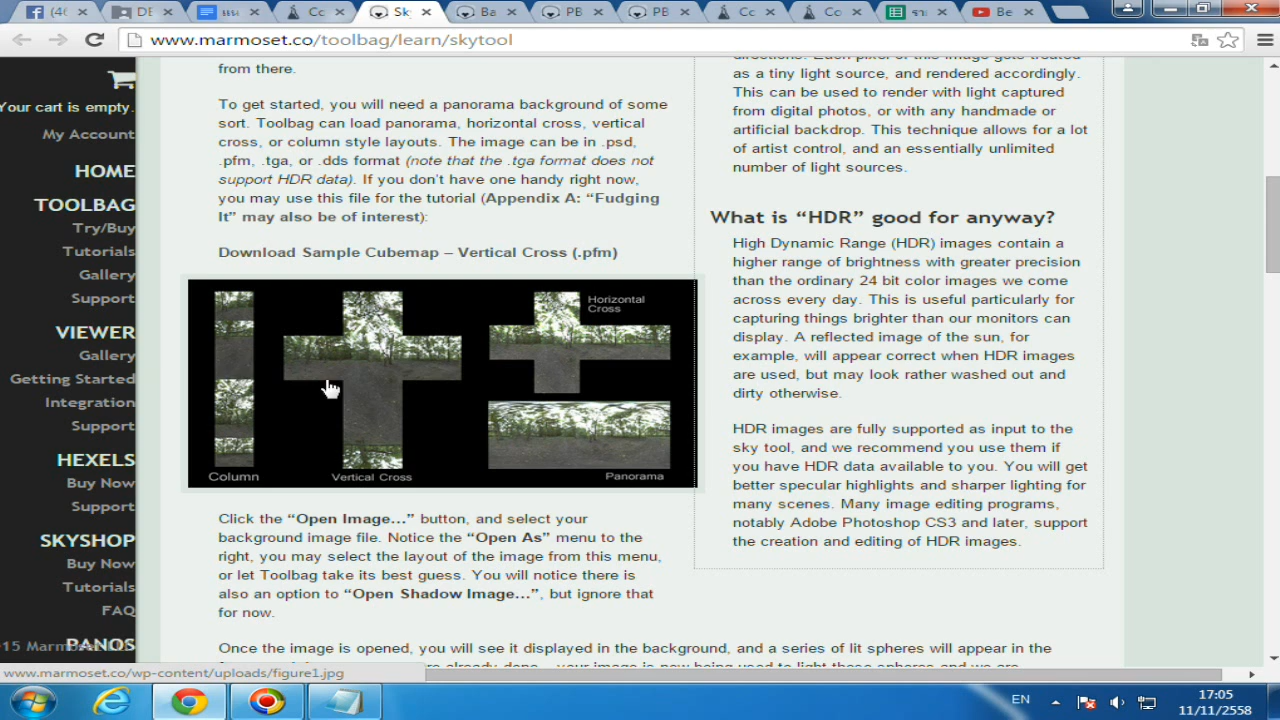 (40
DE
Co
Sk
Ba
PB
PB
Co
Co
Be
www.marmoset.co/toolbag/learn/skytool
Your cart is empty.
My Account
HOME
TOOLBAG
Try/Buy
Tutorials
Gallery
Support
VIEWER
Gallery
Getting Started
Integration
Support
HEXELS
Buy Now
Support
SKYSHOP
Buy Now
Tutorials
FAQ
PANOS
from there.
To get started, you will need a panorama background of some
sort. Toolbag can load panorama, horizontal cross, vertical
cross, or column style layouts. The image can be in .psd,
.pfm, .tga, or .dds format (note that the .tga format does not
support HDR data). If you don't have one handy right now,
you may use this file for the tutorial (Appendix A: “Fudging
It” may also be of interest):
Download Sample Cubemap – Vertical Cross (.pfm)
Column
Vertical Cross
Horizontal
Cross
Panorama
Click the “Open Image…” button, and select your
background image file. Notice the “Open As” menu to the
right, you may select the layout of the image from this menu,
or let Toolbag take its best guess. You will notice there is
also an option to “Open Shadow Image…”, but ignore that
for now.
Once the image is opened, you will see it displayed in the background, and a series of lit spheres will appear in the
directions. Each pixel of this image gets treated
as a tiny light source, and rendered accordingly.
This can be used to render with light captured
from digital photos, or with any handmade or
artificial backdrop. This technique allows for a lot
of artist control, and an essentially unlimited
number of light sources.
What is “HDR” good for anyway?
High Dynamic Range (HDR) images contain a
higher range of brightness with greater precision
than the ordinary 24 bit color images we come
across every day. This is useful particularly for
capturing things brighter than our monitors can
display. A reflected image of the sun, for
example, will appear correct when HDR images
are used, but may look rather washed out and
dirty otherwise.
HDR images are fully supported as input to the
sky tool, and we recommend you use them if
you have HDR data available to you. You will get
better specular highlights and sharper lighting for
many scenes. Many image editing programs,
notably Adobe Photoshop CS3 and later, support
the creation and editing of HDR images.
www.marmoset.co/wp-content/uploads/figure1.jpg
EN
17:05
11/11/2558